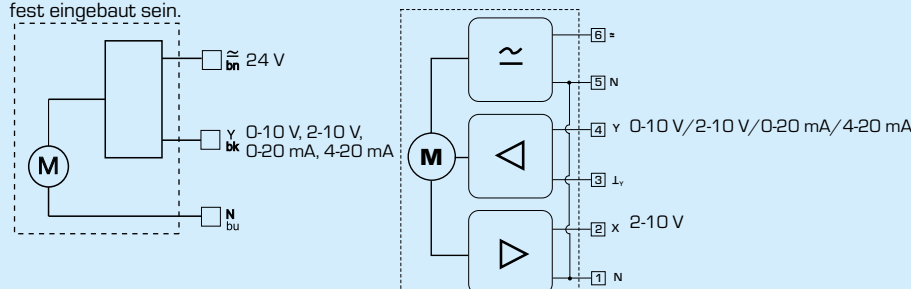 fest eingebaut sein.
≂
bn 24 V
Y 0-10 V, 2-10 V,
bk 0-20 mA, 4-20 mA
M
N
bu
≃
6 ≂
5 N
M
4 Y 0-10 V/2-10 V/0-20 mA/4-20 mA
3 ⊥Y
2 X 2-10 V
1 N